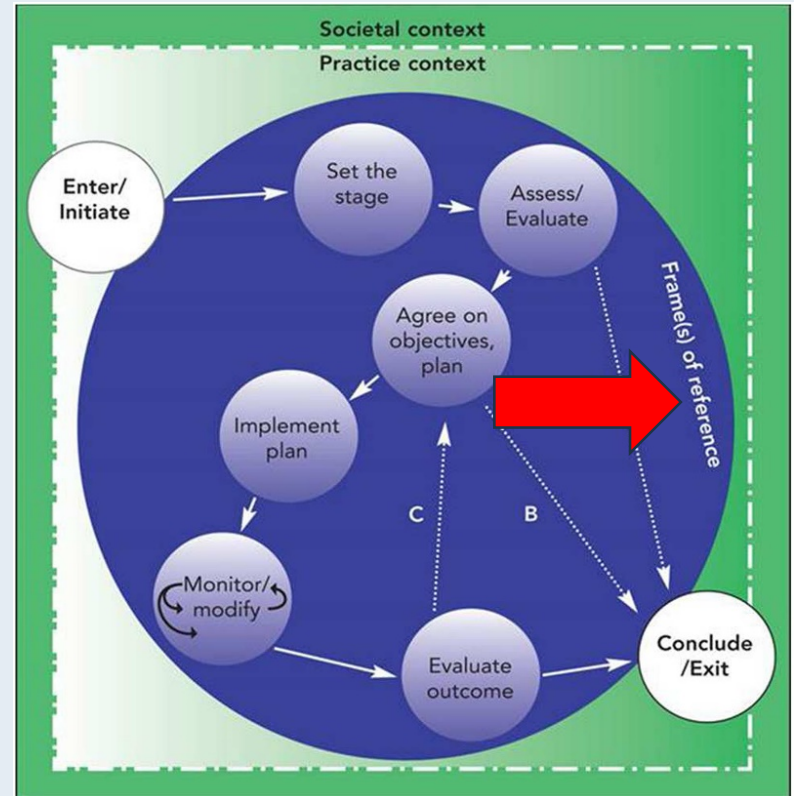 Societal context
Practice context
Enter/
Initiate
Set the
stage
Assess/
Evaluate
Frame(s) of reference
Agree on
objectives,
plan
Implement
plan
C
B
Monitor/
modify
Evaluate
outcome
Conclude
/Exit